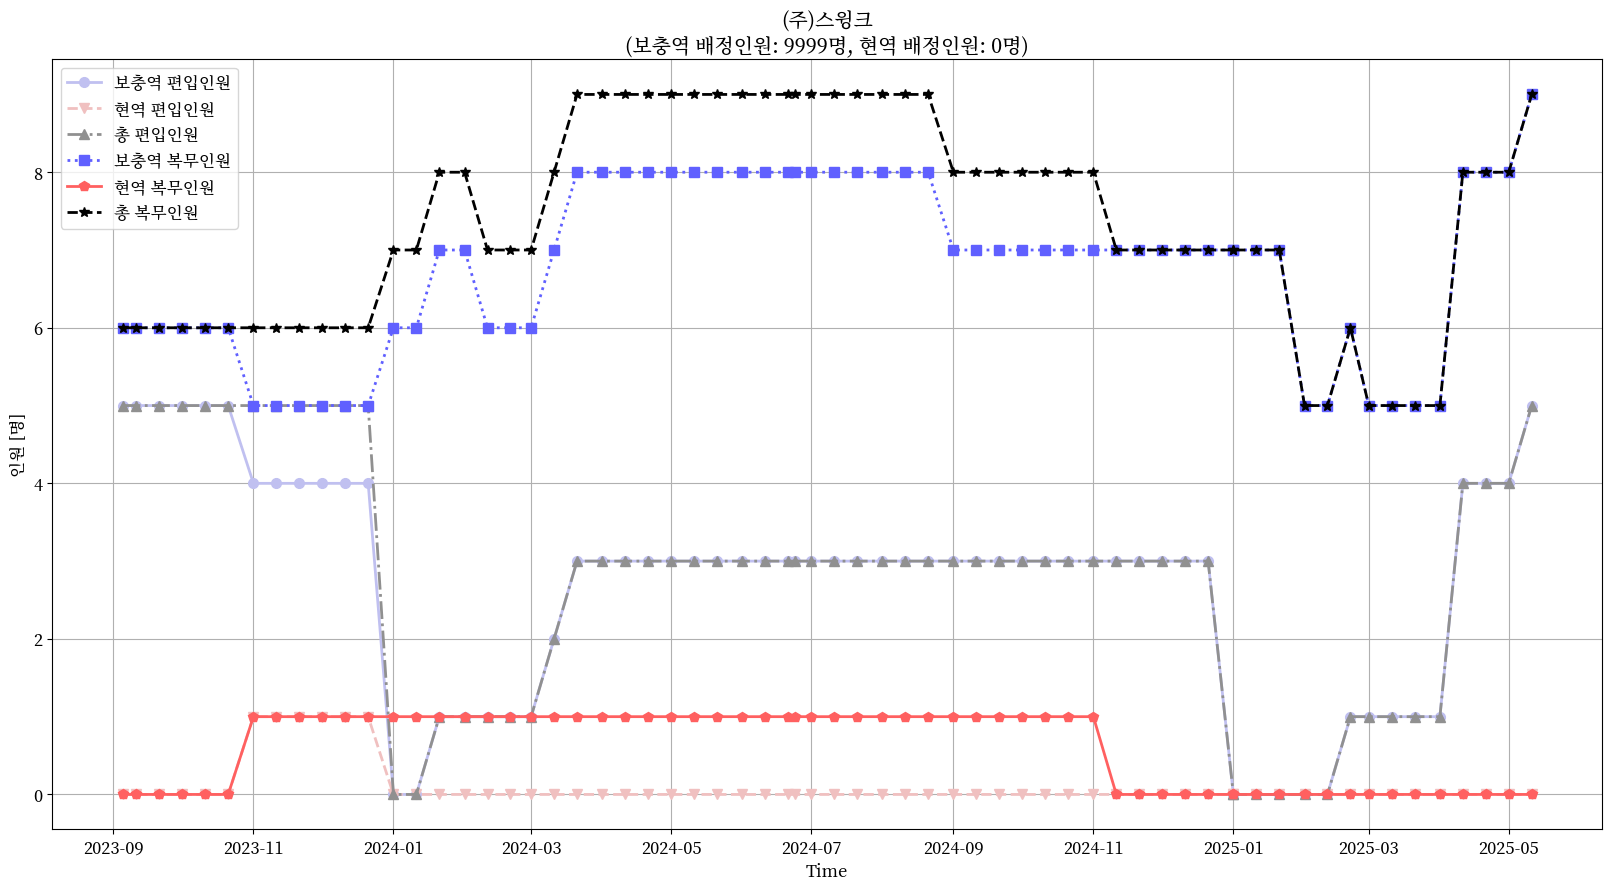 (주)스윙크
(보충역 배정인원: 9999명, 현역 배정인원: 0명)
보충역 편입인원
현역 편입인원
총 편입인원
보충역 복무인원
현역 복무인원
총 복무인원
인원 [명]
8
6
4
2
0
2023-09 2023-11 2024-01 2024-03 2024-05 2024-07 2024-09 2024-11 2025-01 2025-03 2025-05
Time